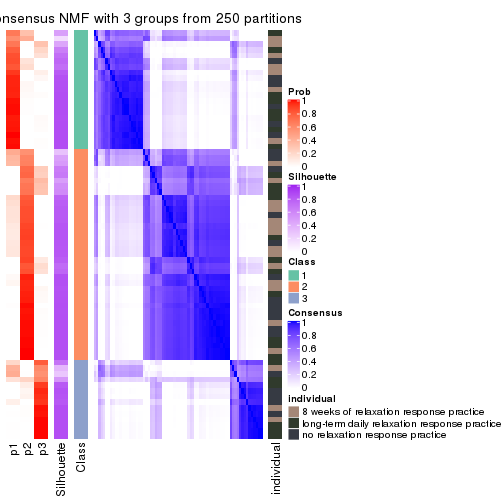 onsensus NMF with 3 groups from 250 partitions
Prob
1
0.8
0.6
0.4
0.2
0
Silhouette
1
0.8
0.6
0.4
0.2
0
Class
1
2
3
Consensus
1
0.8
0.6
0.4
0.2
0
individual
8 weeks of relaxation response practice
long-term daily relaxation response practice
no relaxation response practice
p1
p2
p3
Silhouette
Class
individual